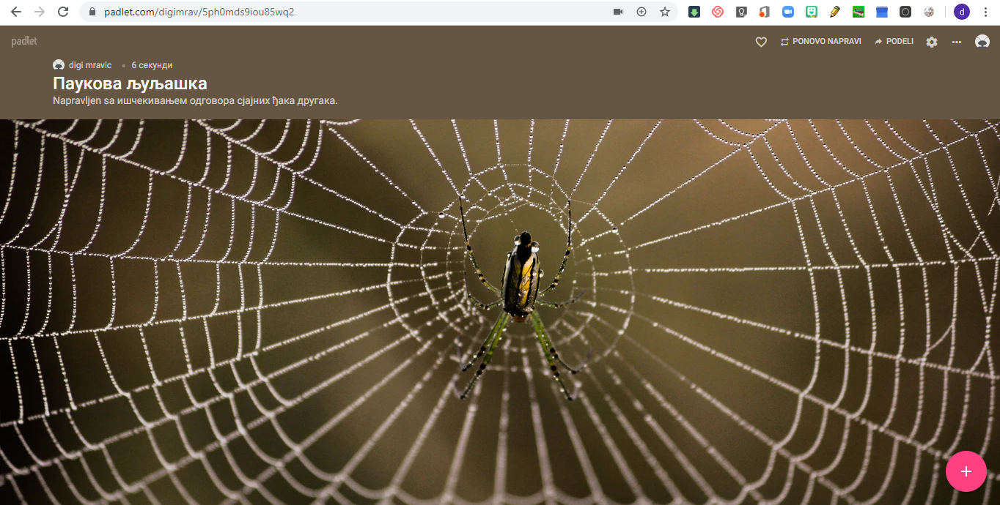 padlet.com/digimrav/5ph0mds9iou85wq2
d
padlet
PONOVO NAPRAVI
PODELI
digi mravic • 6 секунди
Паукова љуљашка
Napravljen sa ишчекивањем одговора сјајних ђака другака.